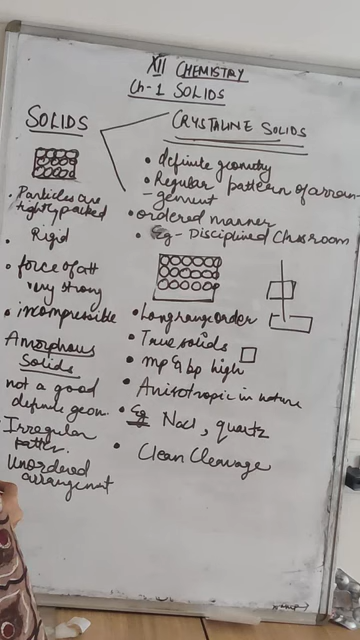 XII CHEMISTRY
Ch-1 SOLIDS
SOLIDS
• Particles are
tightly packed
• Rigid
• force of att
very strong
• incompressible
Amorphous
Solids
not a good
definite geom.
Irregular
Patter.
Unordered
arrangement
CRYSTALINE SOLIDS
• definite geometry
• Regular pattern of arran-
-gement
• ordered manner
• Eg - Disciplined Classroom
• Long range order
• True solids
• mp & bp high
• Anisotropic in nature
• Eg NaCl, quartz
• Clean Cleavage